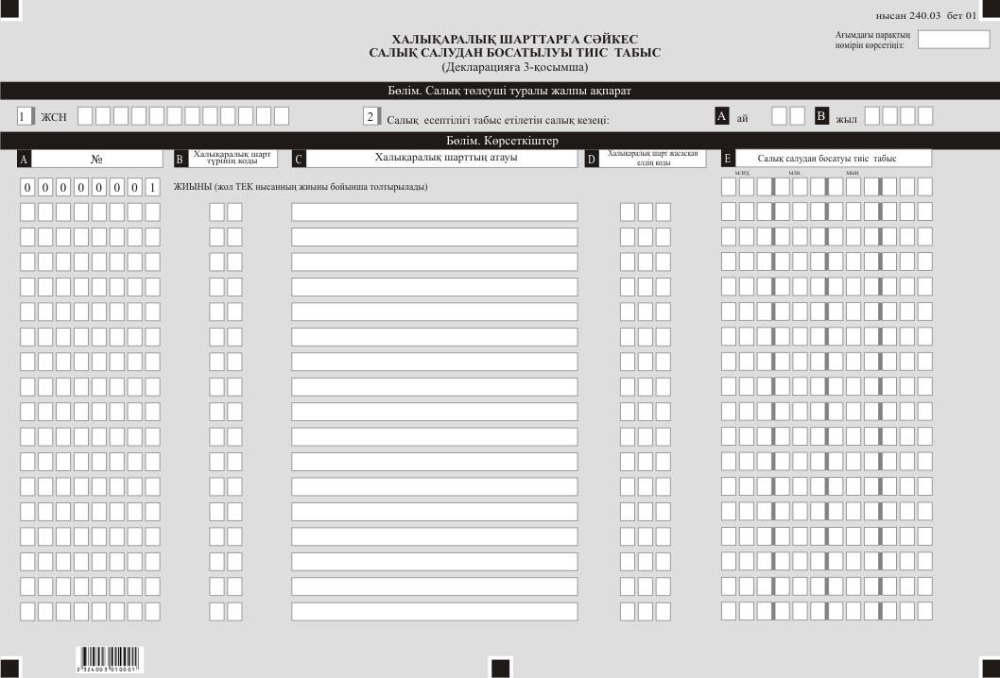 нысан 240.03 бет 01
Ағымдағы парақтың
нөмірін көрсетіңіз:
ХАЛЫҚАРАЛЫҚ ШАРТТАРҒА СӘЙКЕС
САЛЫҚ САЛУДАН БОСАТЫЛУЫ ТИІС ТАБЫС
(Декларацияға 3-қосымша)
Бөлім. Салық төлеуші туралы жалпы ақпарат
1 ЖСН 2 Салық есептілігі табыс етілетін салық кезеңі: A ай B жыл
Бөлім. Көрсеткіштер
A № B Халықаралық шарт түрінің коды C Халықаралық шарттың атауы D Халықаралық шарт жасасқан елдің коды E Салық салудан босатуы тиіс табыс
млрд. млн. мың
0 0 0 0 0 0 0 1 ЖИЫНЫ (жол ТЕК нысанның жиыны бойынша толтырылады)
2 324003 010001